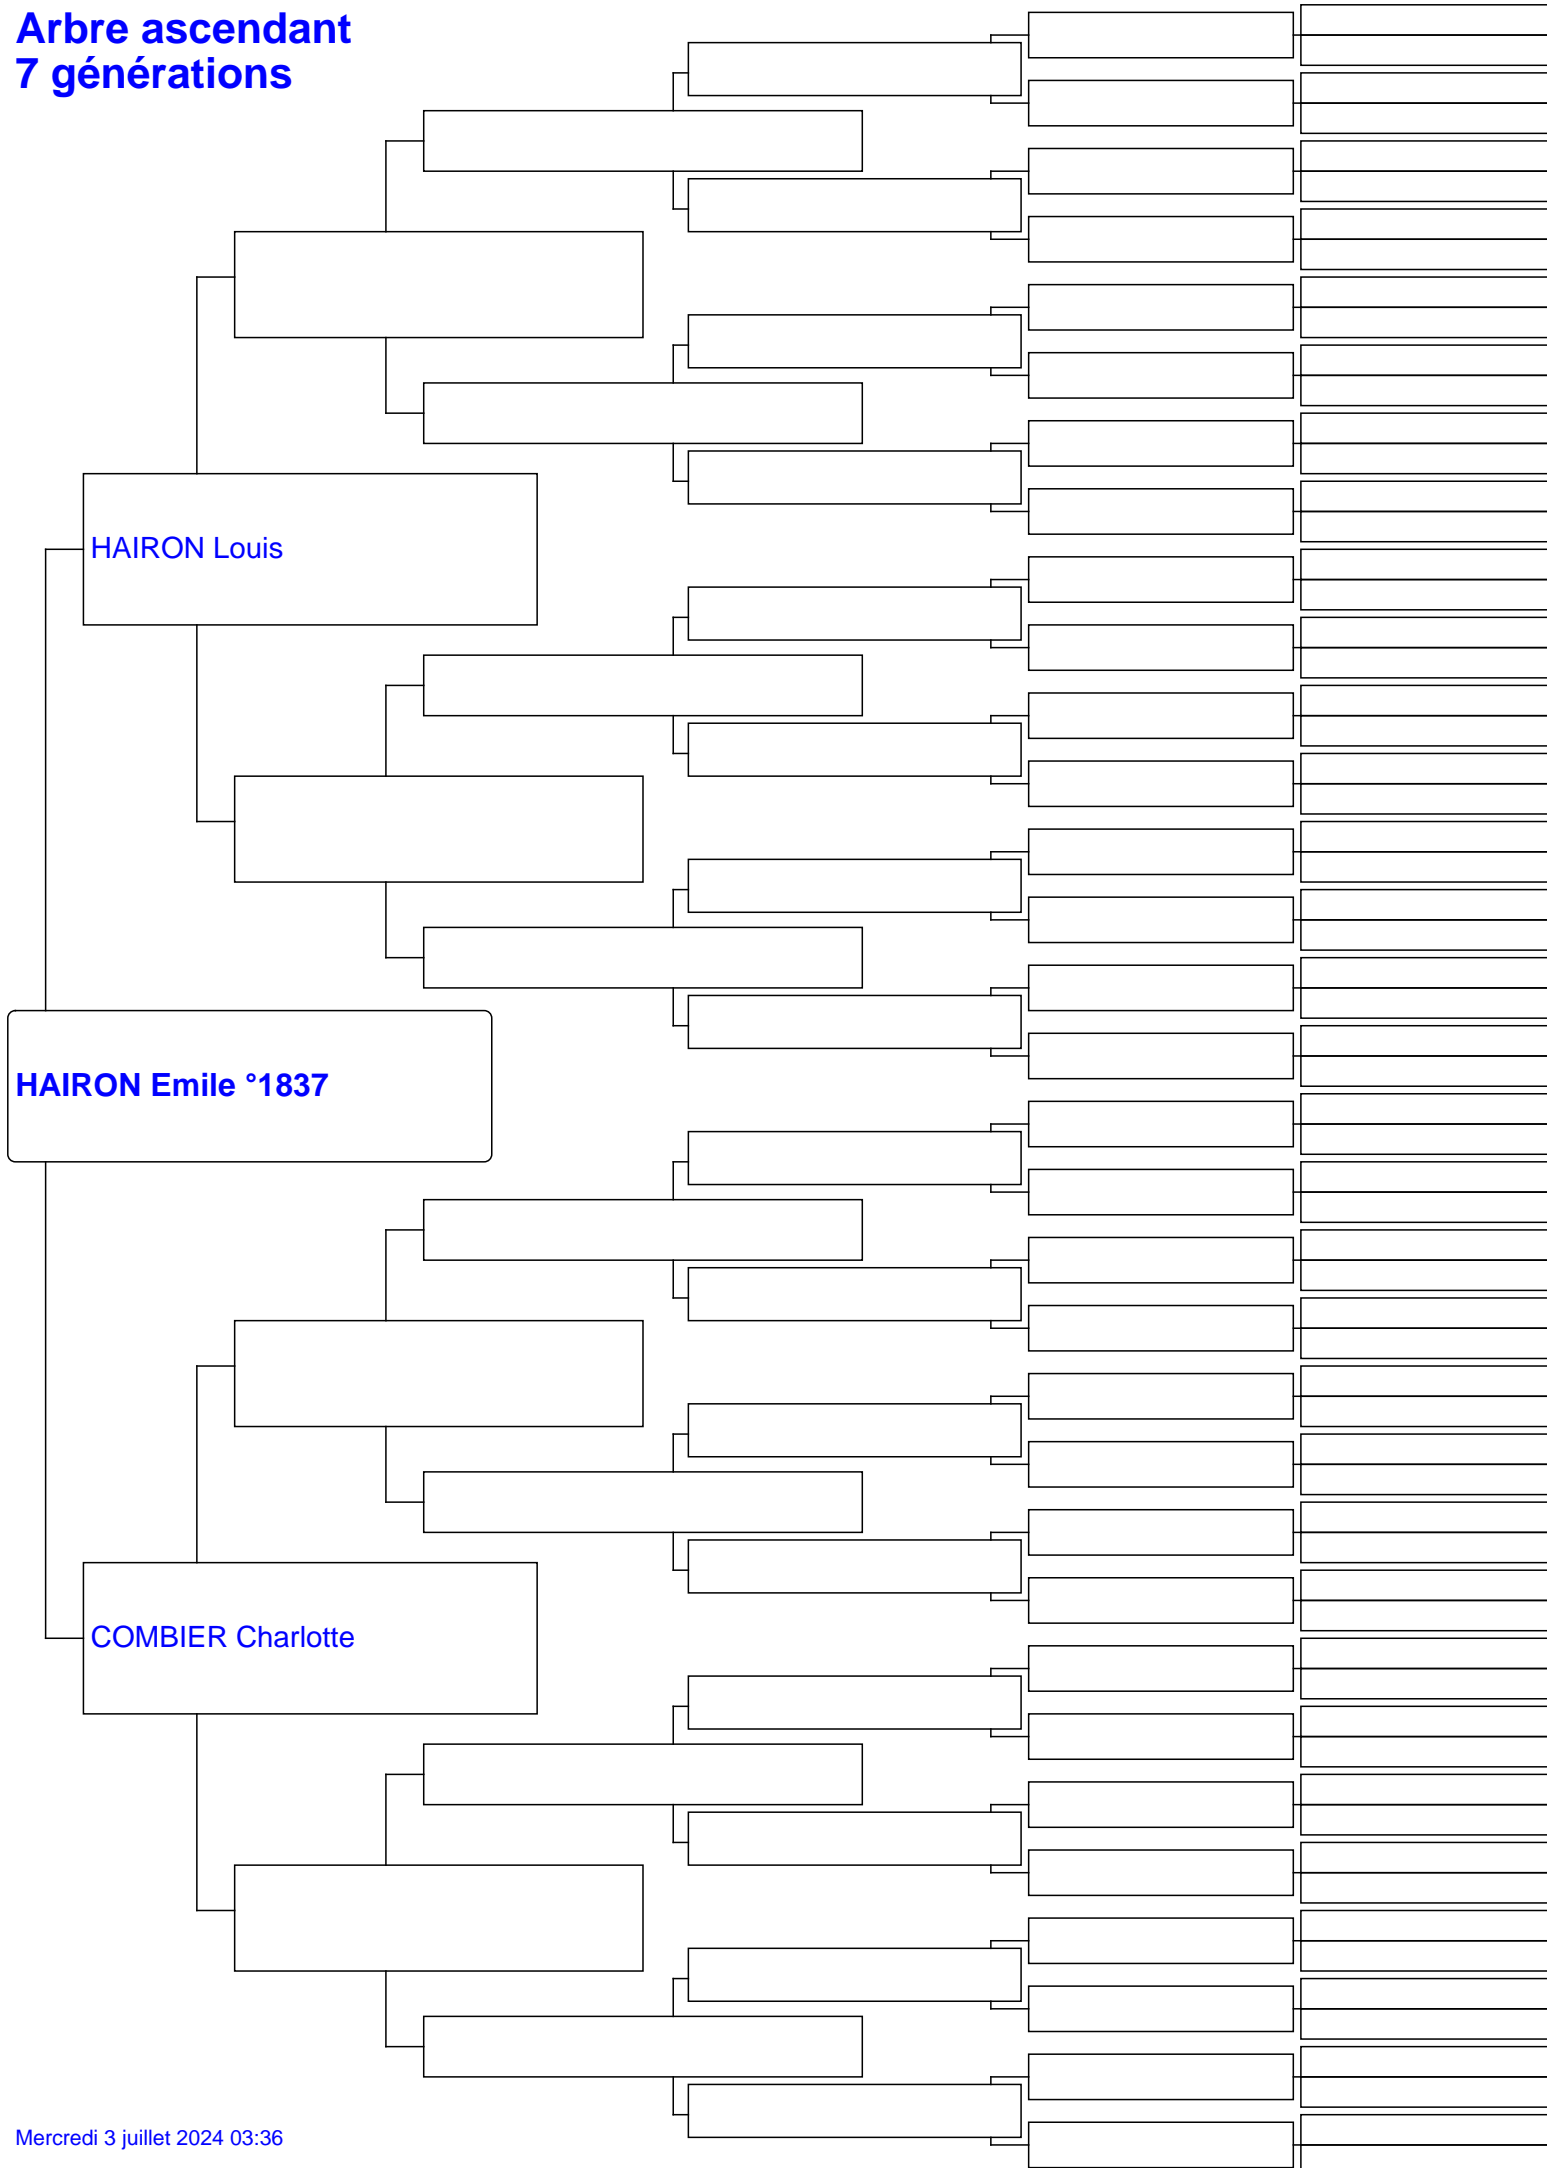 Arbre ascendant
7 générations
HAIRON Louis
HAIRON Emile °1837
COMBIER Charlotte
Mercredi 3 juillet 2024 03:36